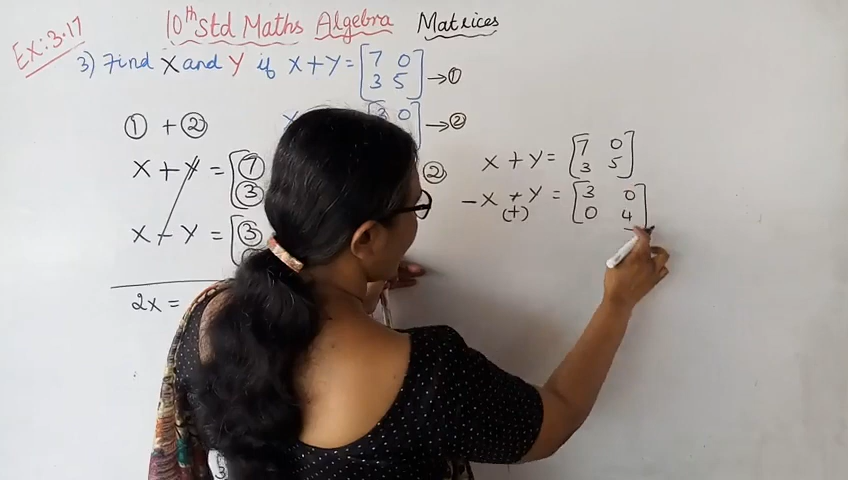 10th Std Maths Algebra Matrices
Ex:3.17
3) Find X and Y if X+Y= [7 0
3 5] →①
[3 0
] →②
① + ②
X + Y = [7
3
X - Y = [3
2X =
②
X + Y = [7 0
3 5]
-X + Y = [3 0
(+) 0 4]